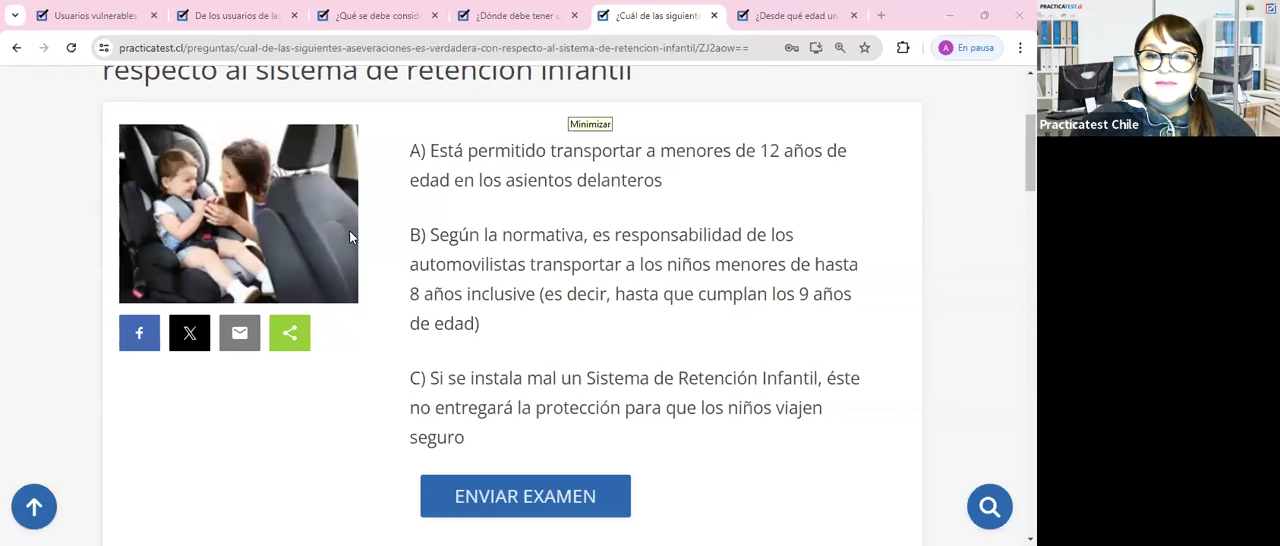 Usuarios vulnerables
De los usuarios de las
¿Qué se debe consid
¿Dónde debe tener u
¿Cuál de las siguiente
¿Desde qué edad un
practicatest.cl/preguntas/cual-de-las-siguientes-aseveraciones-es-verdadera-con-respecto-al-sistema-de-retencion-infantil/ZJ2aow==
A En pausa
respecto al sistema de retención infantil
Minimizar
A) Está permitido transportar a menores de 12 años de
edad en los asientos delanteros
B) Según la normativa, es responsabilidad de los
automovilistas transportar a los niños menores de hasta
8 años inclusive (es decir, hasta que cumplan los 9 años
de edad)
C) Si se instala mal un Sistema de Retención Infantil, éste
no entregará la protección para que los niños viajen
seguro
ENVIAR EXAMEN
PRACTICATEST.cl
Practicatest Chile